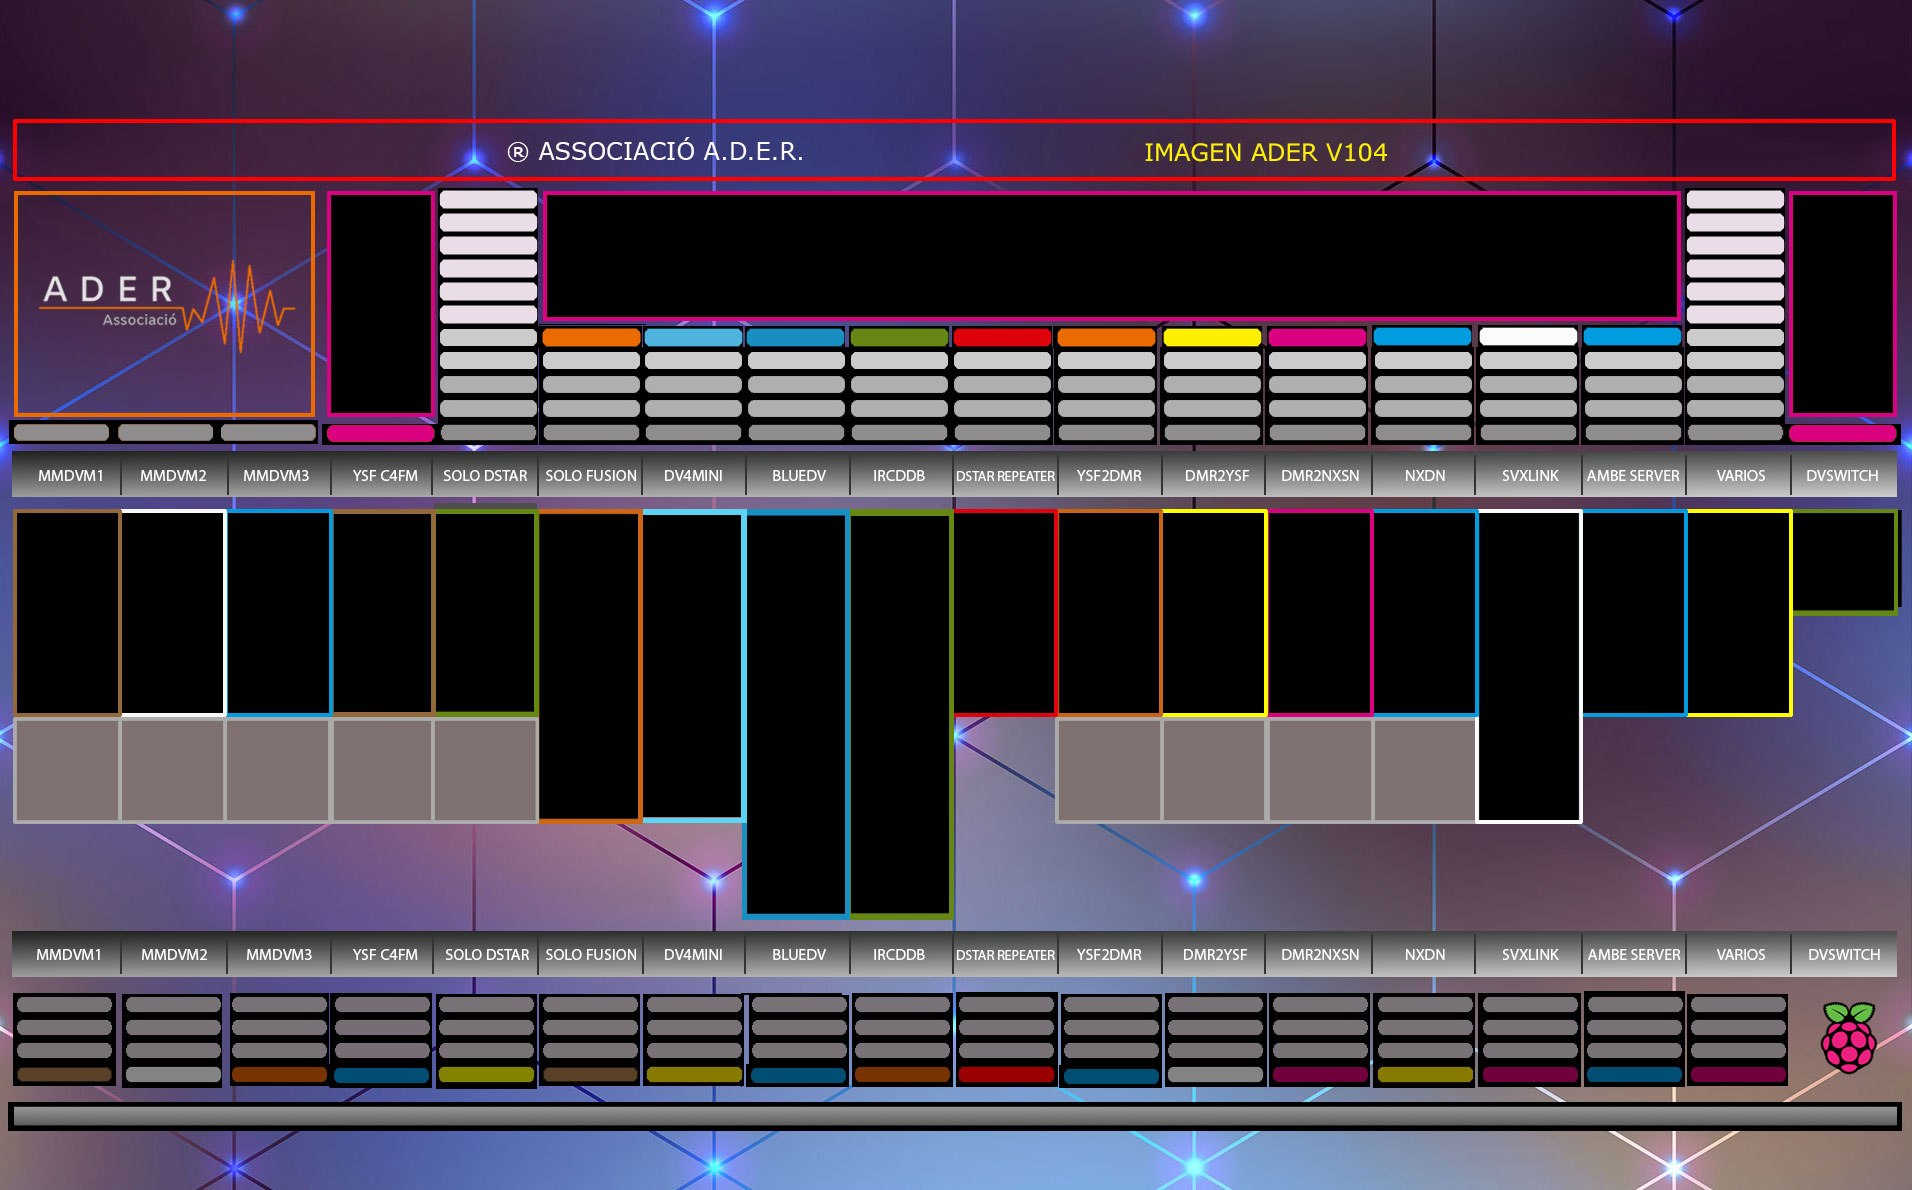 ® ASSOCIACIÓ A.D.E.R.
IMAGEN ADER V104
ADER
Associació
MMDVM1 MMDVM2 MMDVM3 YSF C4FM SOLO DSTAR SOLO FUSION DV4MINI BLUEDV IRCDDB DSTAR REPEATER YSF2DMR DMR2YSF DMR2NXSN NXDN SVXLINK AMBE SERVER VARIOS DVSWITCH
MMDVM1 MMDVM2 MMDVM3 YSF C4FM SOLO DSTAR SOLO FUSION DV4MINI BLUEDV IRCDDB DSTAR REPEATER YSF2DMR DMR2YSF DMR2NXSN NXDN SVXLINK AMBE SERVER VARIOS DVSWITCH